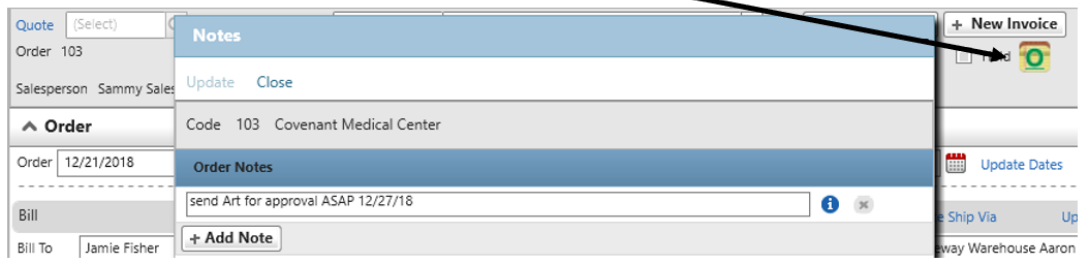 Quote (Select)
Notes
+ New Invoice
Order 103
O
Salesperson Sammy Sales
Update Close
Code 103 Covenant Medical Center
Order
Order 12/21/2018
Order Notes
Update Dates
send Art for approval ASAP 12/27/18
Bill
Ship Via
+ Add Note
Bill To Jamie Fisher
Warehouse Aaron